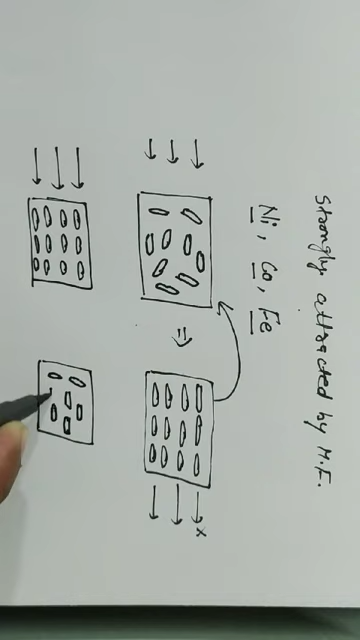 Strongly attracted by M.F.
Ni, Co, Fe
⇒
x